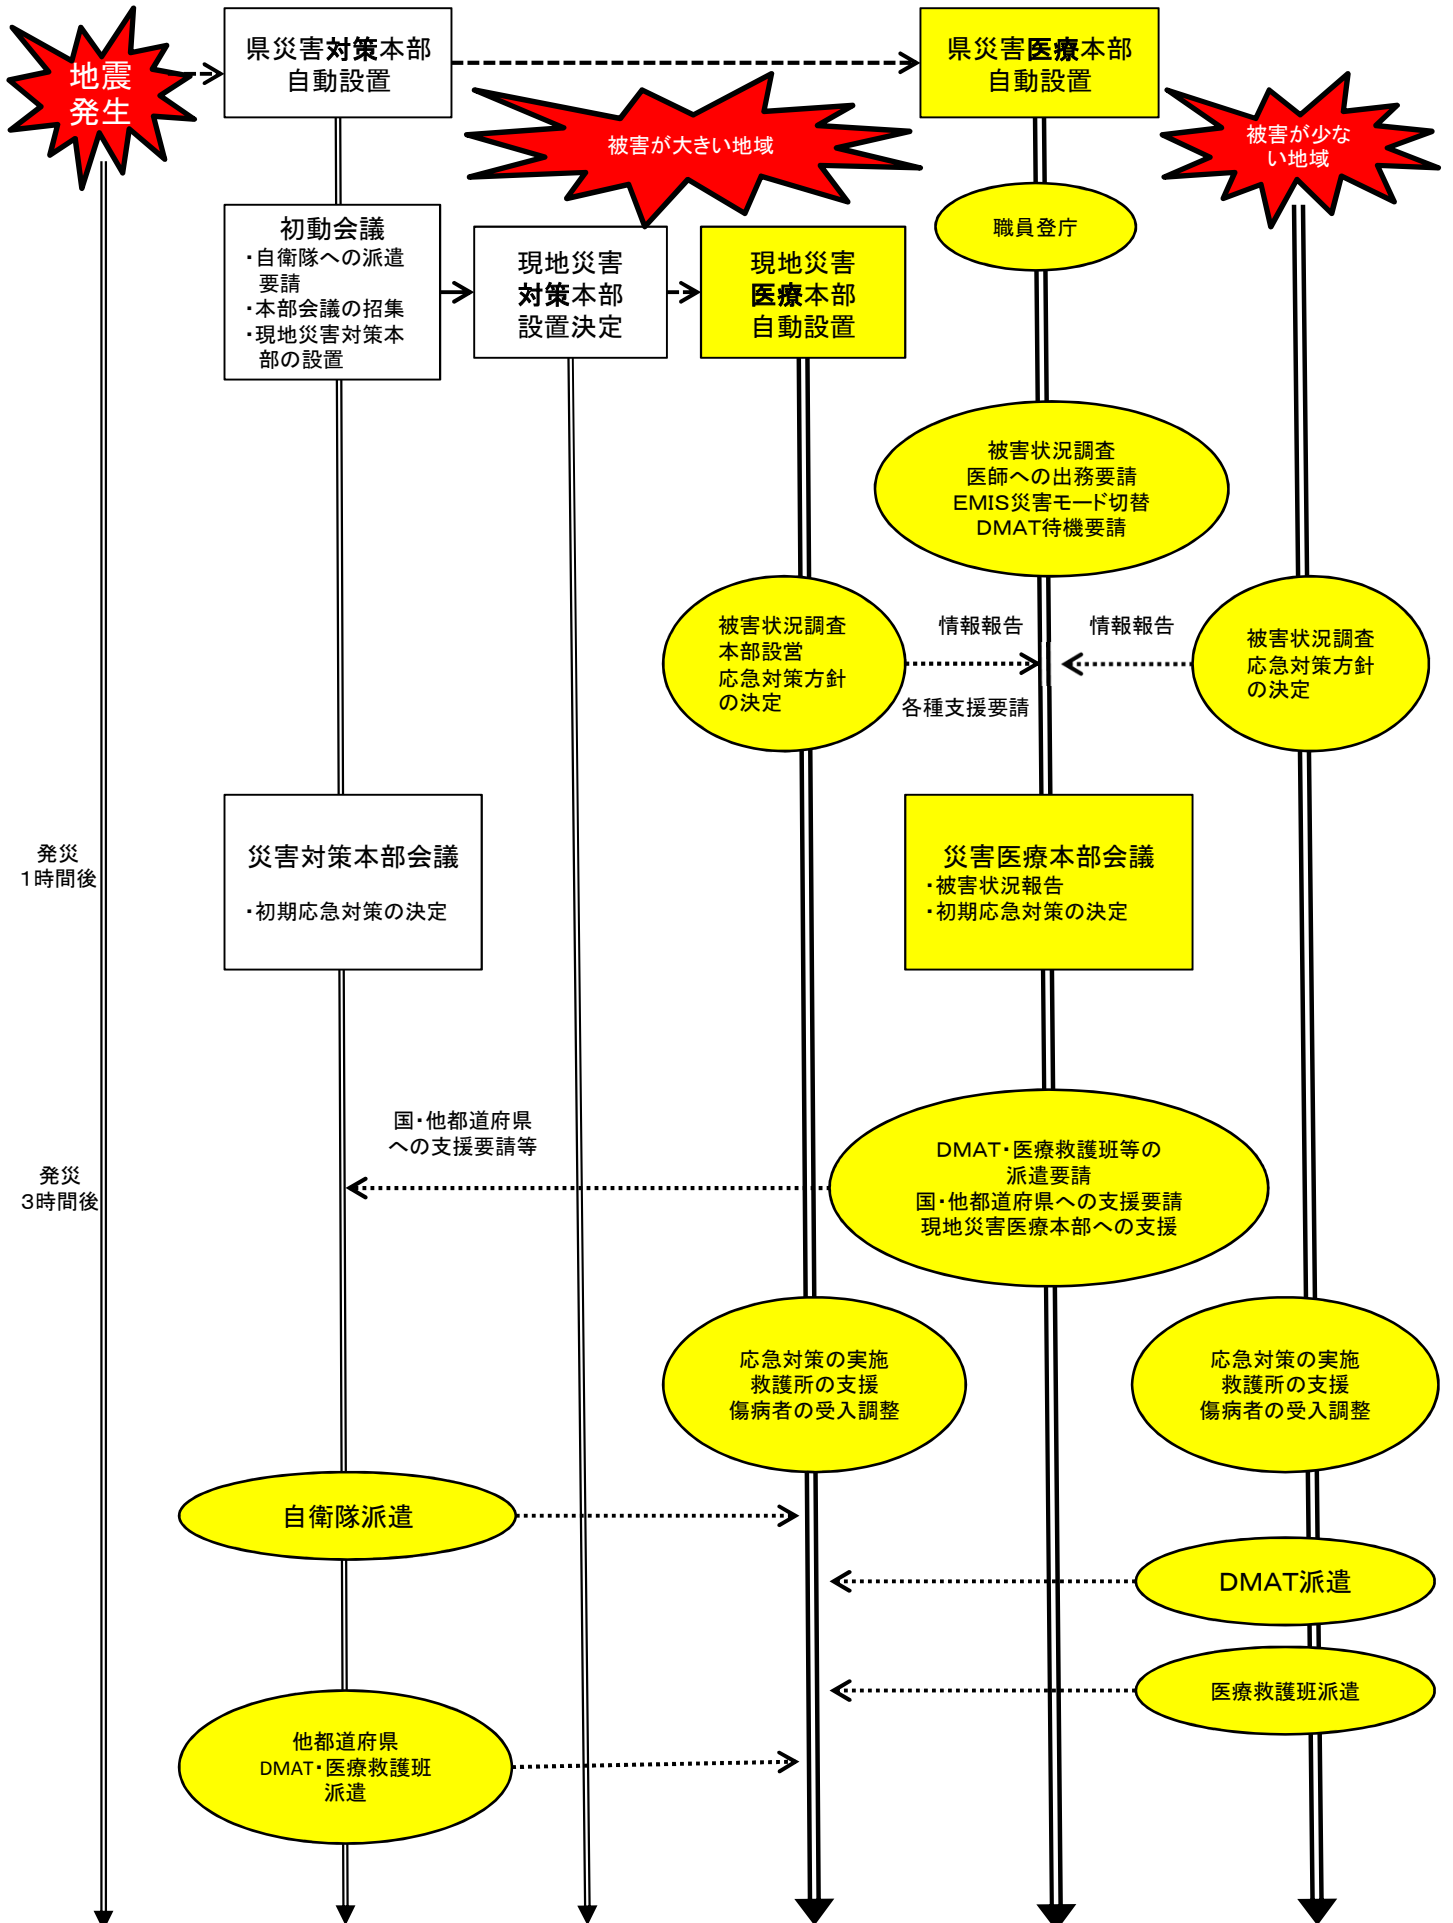 地震
発生
県災害対策本部
自動設置
県災害医療本部
自動設置
被害が大きい地域
被害が少な
い地域
初動会議
・自衛隊への派遣
要請
・本部会議の招集
・現地災害対策本
部の設置
現地災害
対策本部
設置決定
現地災害
医療本部
自動設置
職員登庁
被害状況調査
医師への出務要請
EMIS災害モード切替
DMAT待機要請
被害状況調査
本部設営
応急対策方針
の決定
情報報告
各種支援要請
情報報告
被害状況調査
応急対策方針
の決定
発災
1時間後
災害対策本部会議
・初期応急対策の決定
災害医療本部会議
・被害状況報告
・初期応急対策の決定
発災
3時間後
国・他都道府県
への支援要請等
DMAT・医療救護班等の
派遣要請
国・他都道府県への支援要請
現地災害医療本部への支援
応急対策の実施
救護所の支援
傷病者の受入調整
応急対策の実施
救護所の支援
傷病者の受入調整
自衛隊派遣
DMAT派遣
医療救護班派遣
他都道府県
DMAT・医療救護班
派遣